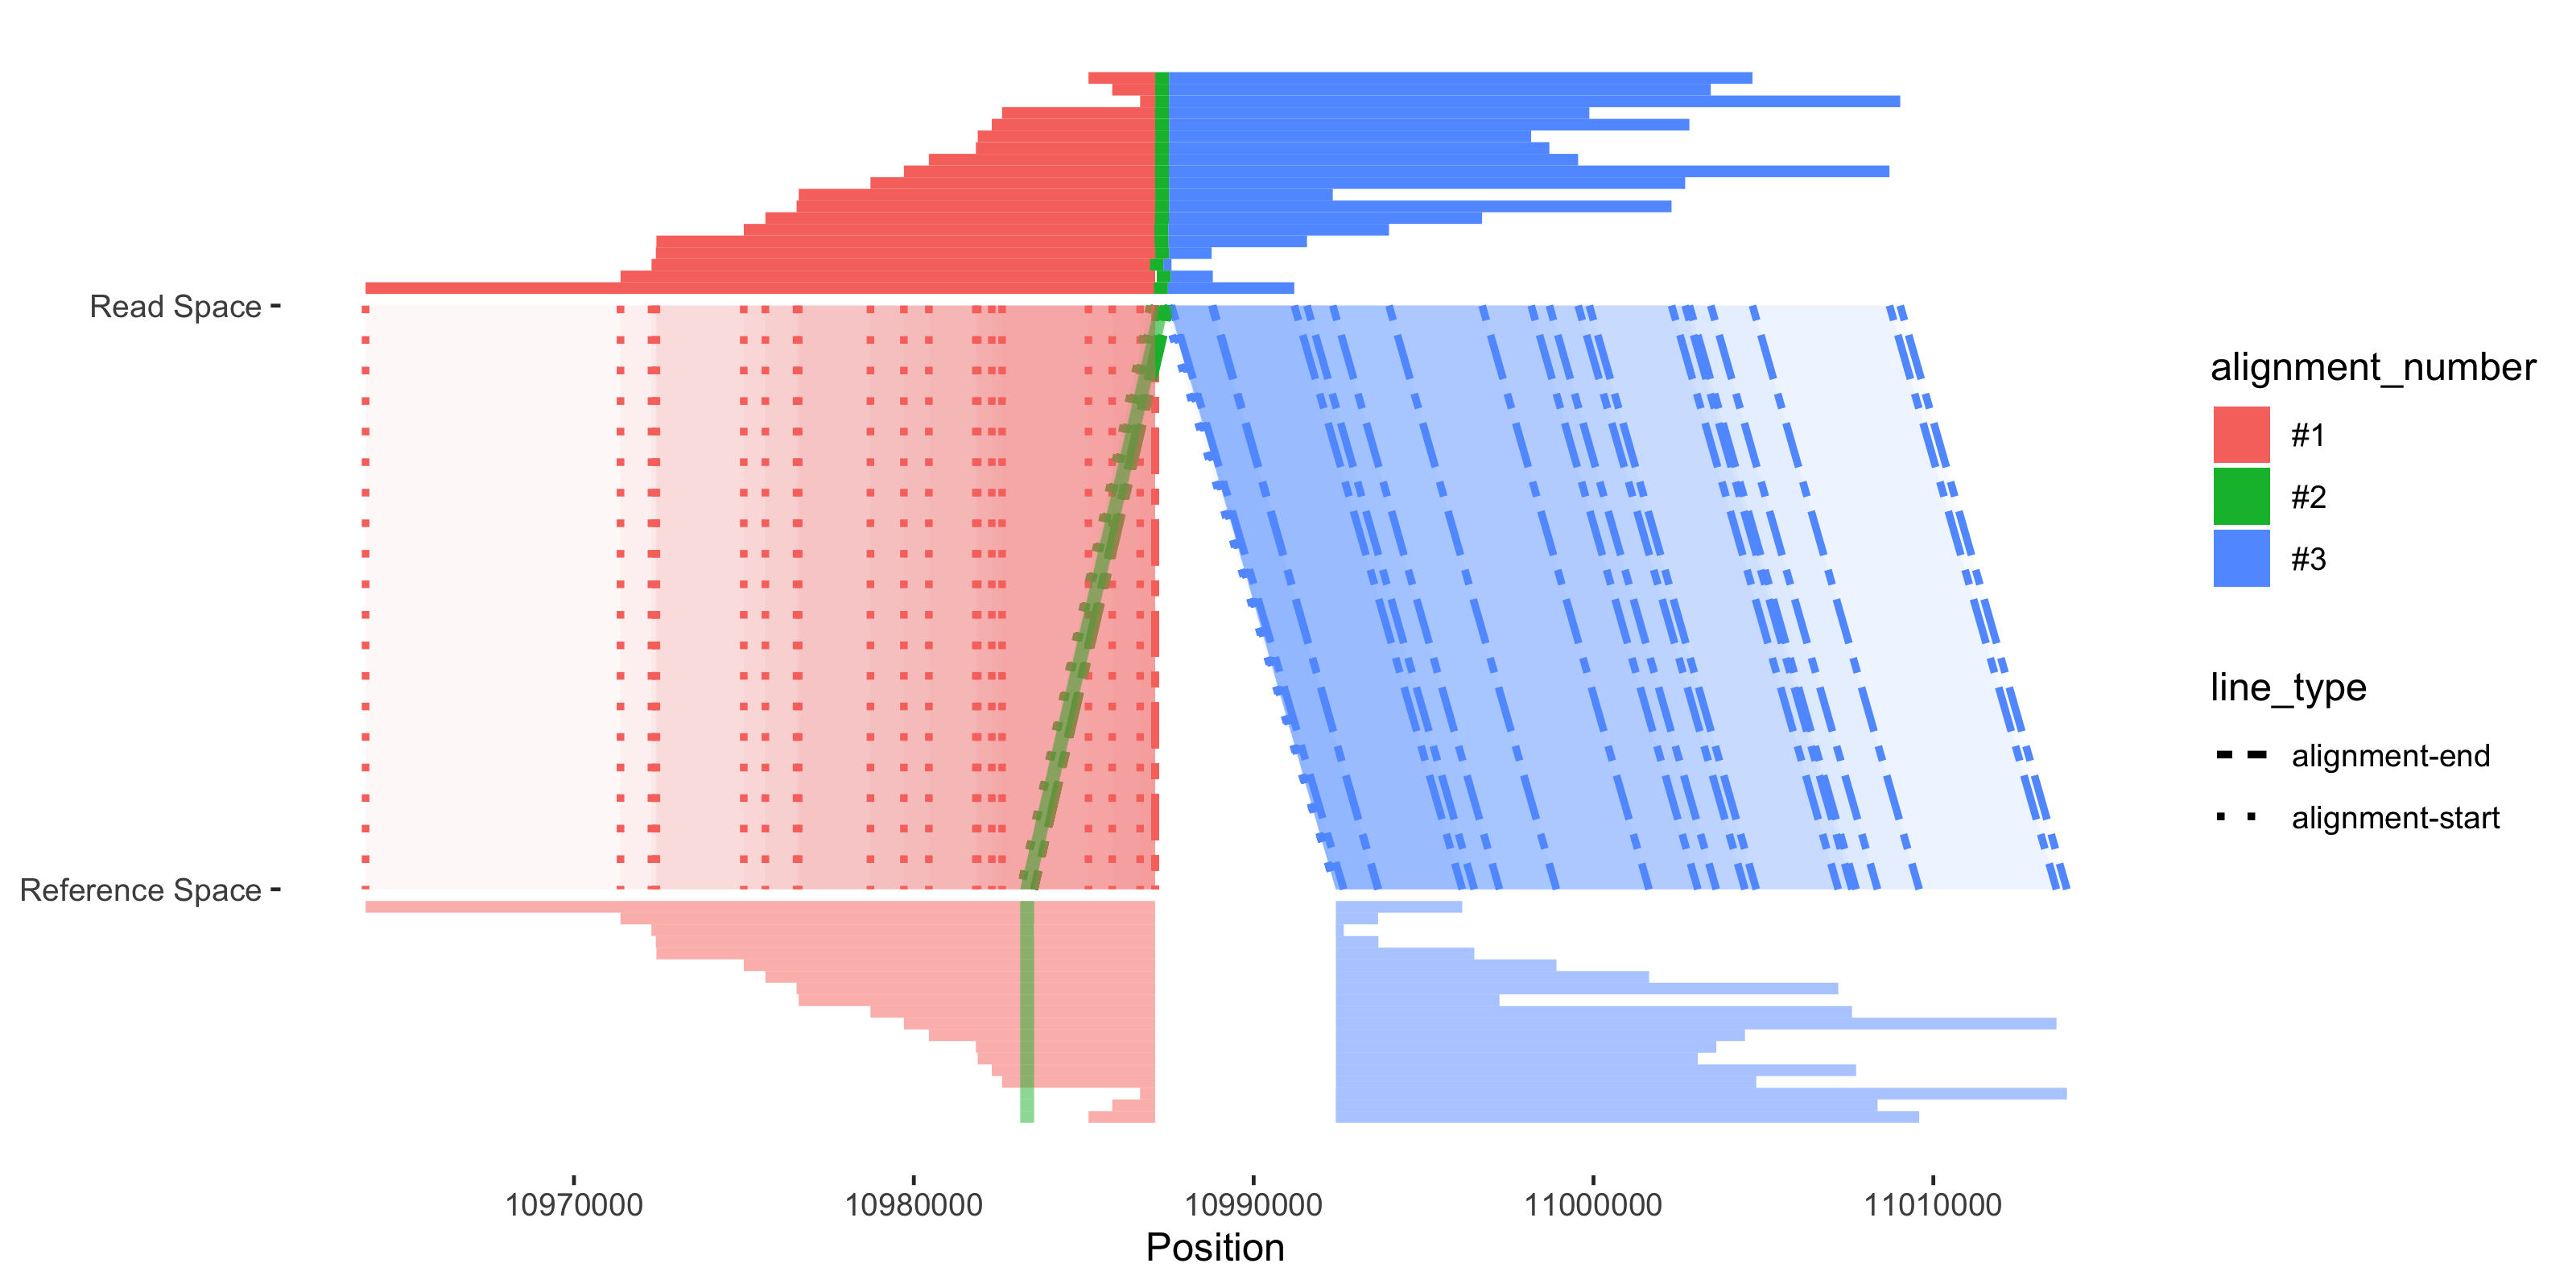 Read Space
Reference Space
10970000
10980000
10990000
11000000
11010000
Position
alignment_number
#1
#2
#3
line_type
alignment-end
alignment-start